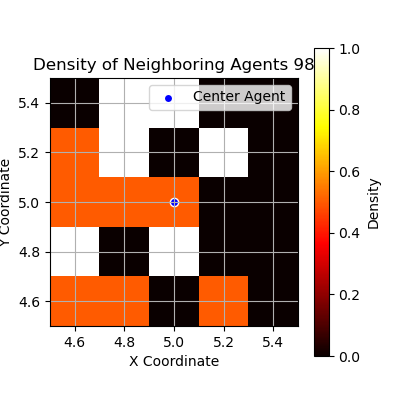 Density of Neighboring Agents 98
Center Agent
Y Coordinate
5.4
5.2
5.0
4.8
4.6
4.6 4.8 5.0 5.2 5.4
X Coordinate
1.0
0.8
0.6
0.4
0.2
0.0
Density